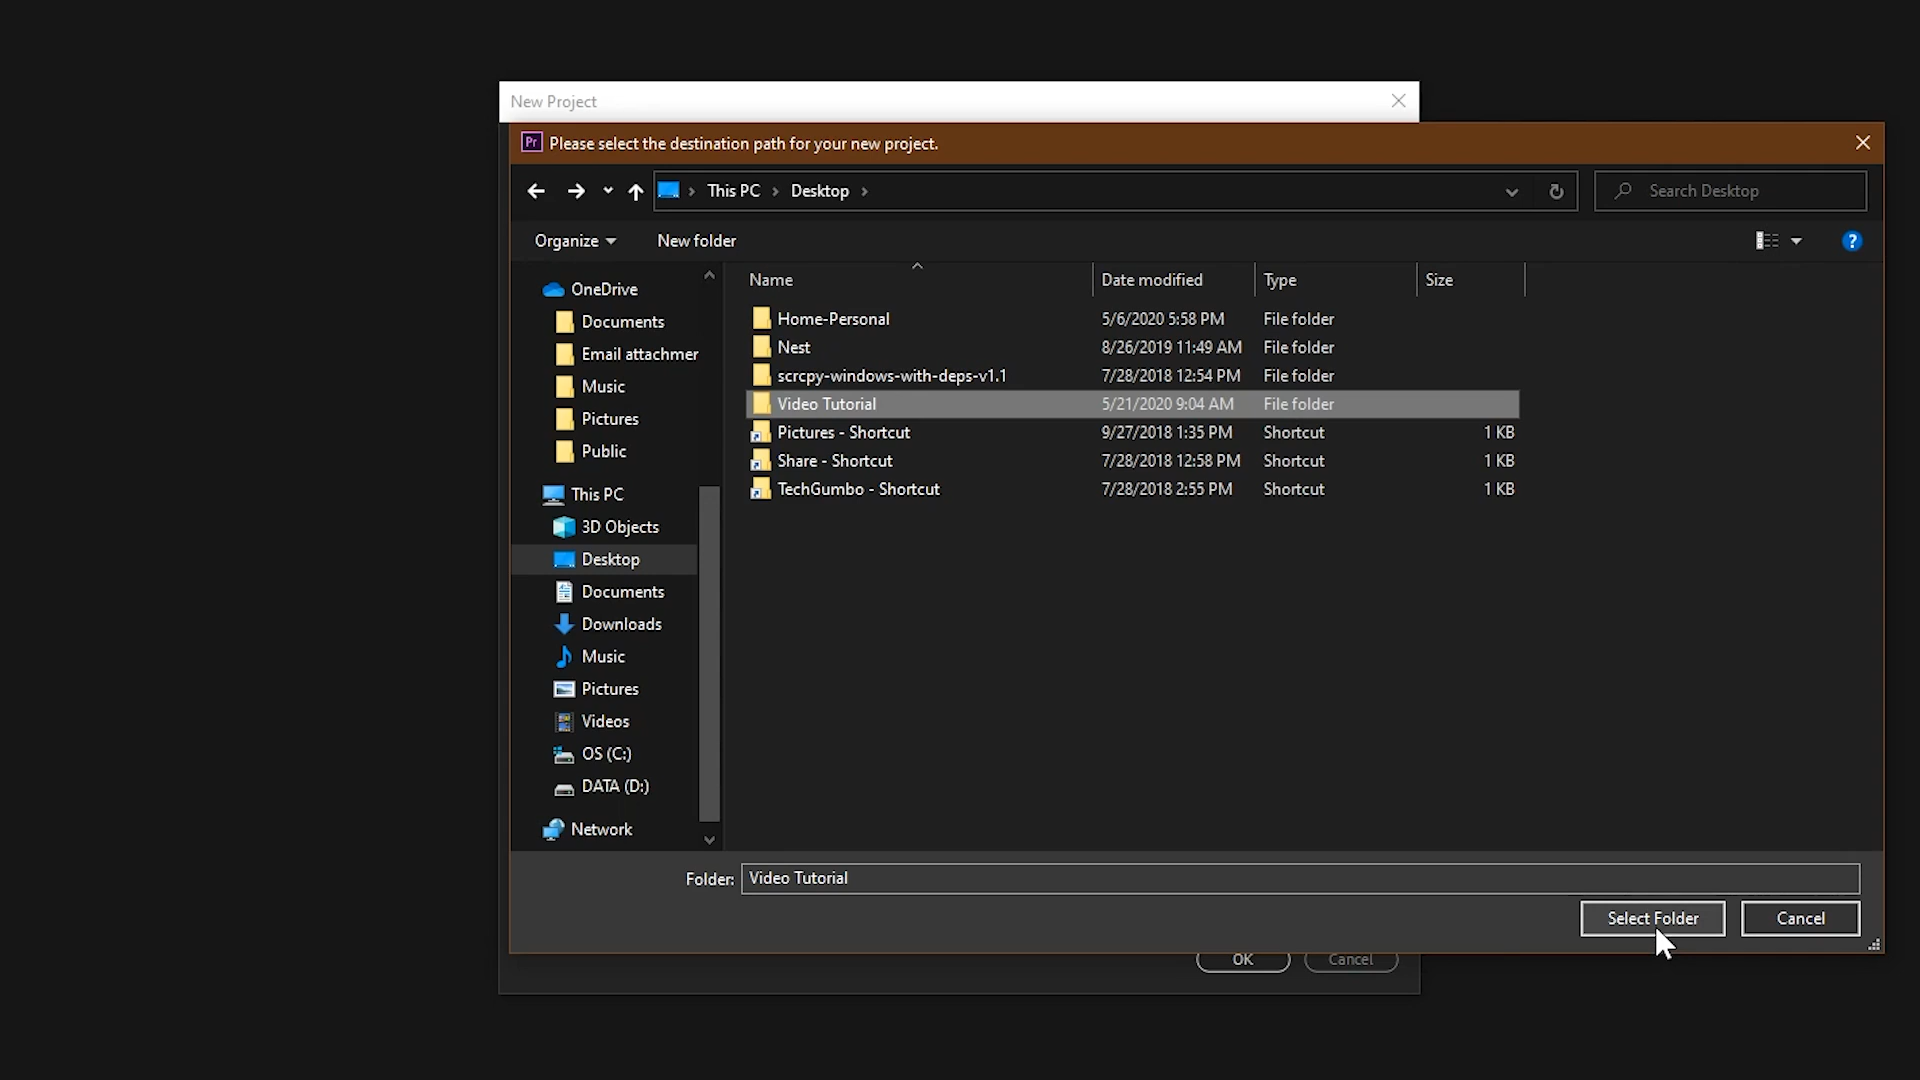 New Project
Pr Please select the destination path for your new project.
This PC > Desktop >
Search Desktop
Organize
New folder
?
Name Date modified Type Size
OneDrive
Documents
Email attachmer
Music
Pictures
Public
This PC
3D Objects
Desktop
Documents
Downloads
Music
Pictures
Videos
OS (C:)
DATA (D:)
Network
Home-Personal 5/6/2020 5:58 PM File folder
Nest 8/26/2019 11:49 AM File folder
scrcpy-windows-with-deps-v1.1 7/28/2018 12:54 PM File folder
Video Tutorial 5/21/2020 9:04 AM File folder
Pictures - Shortcut 9/27/2018 1:35 PM Shortcut 1 KB
Share - Shortcut 7/28/2018 12:58 PM Shortcut 1 KB
TechGumbo - Shortcut 7/28/2018 2:55 PM Shortcut 1 KB
Folder: Video Tutorial
Select Folder Cancel
OK Cancel